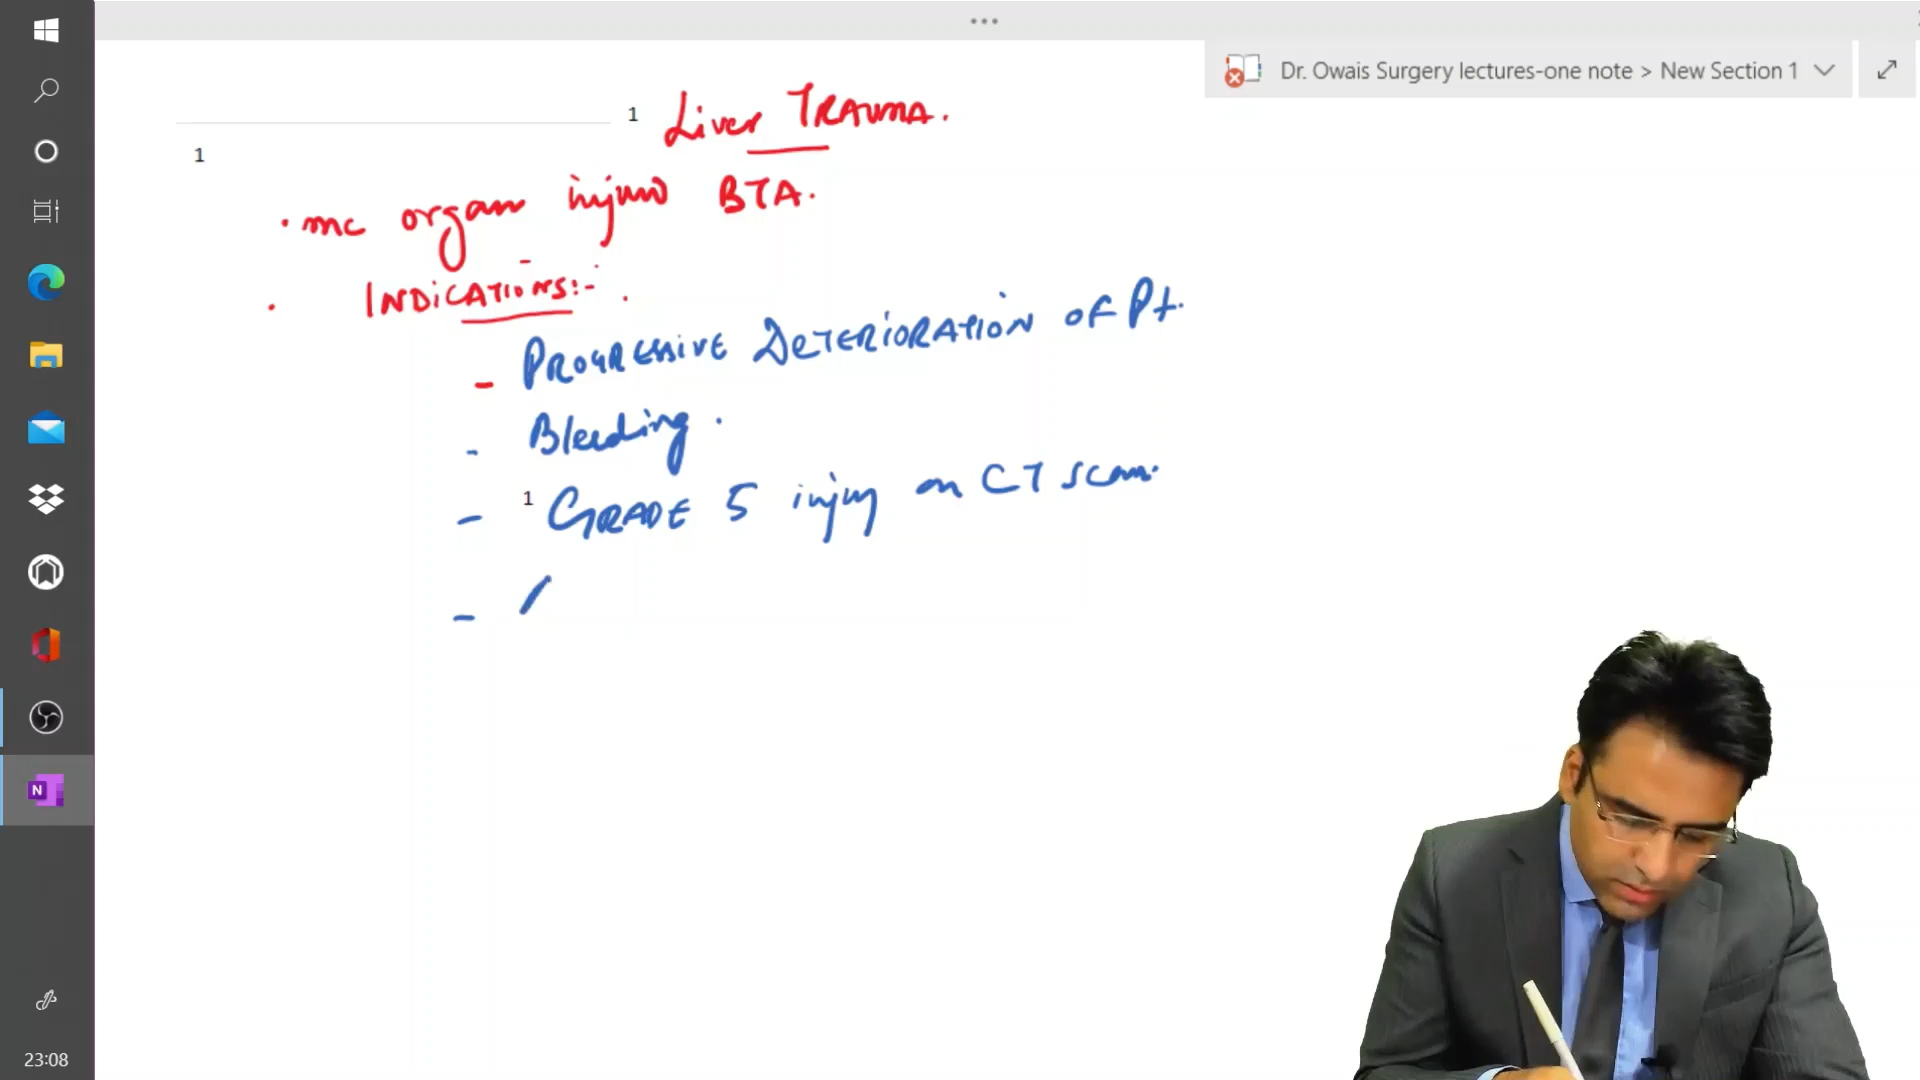 Dr. Owais Surgery lectures-one note > New Section 1
1 Liver TRAUMA.
1
. mc organ injured BTA.
. INDICATIONS:-
- PROGRESSIVE DETERIORATION OF Pt.
- Bleeding.
- 1 GRADE 5 injury on CT scan.
-
N
23:08